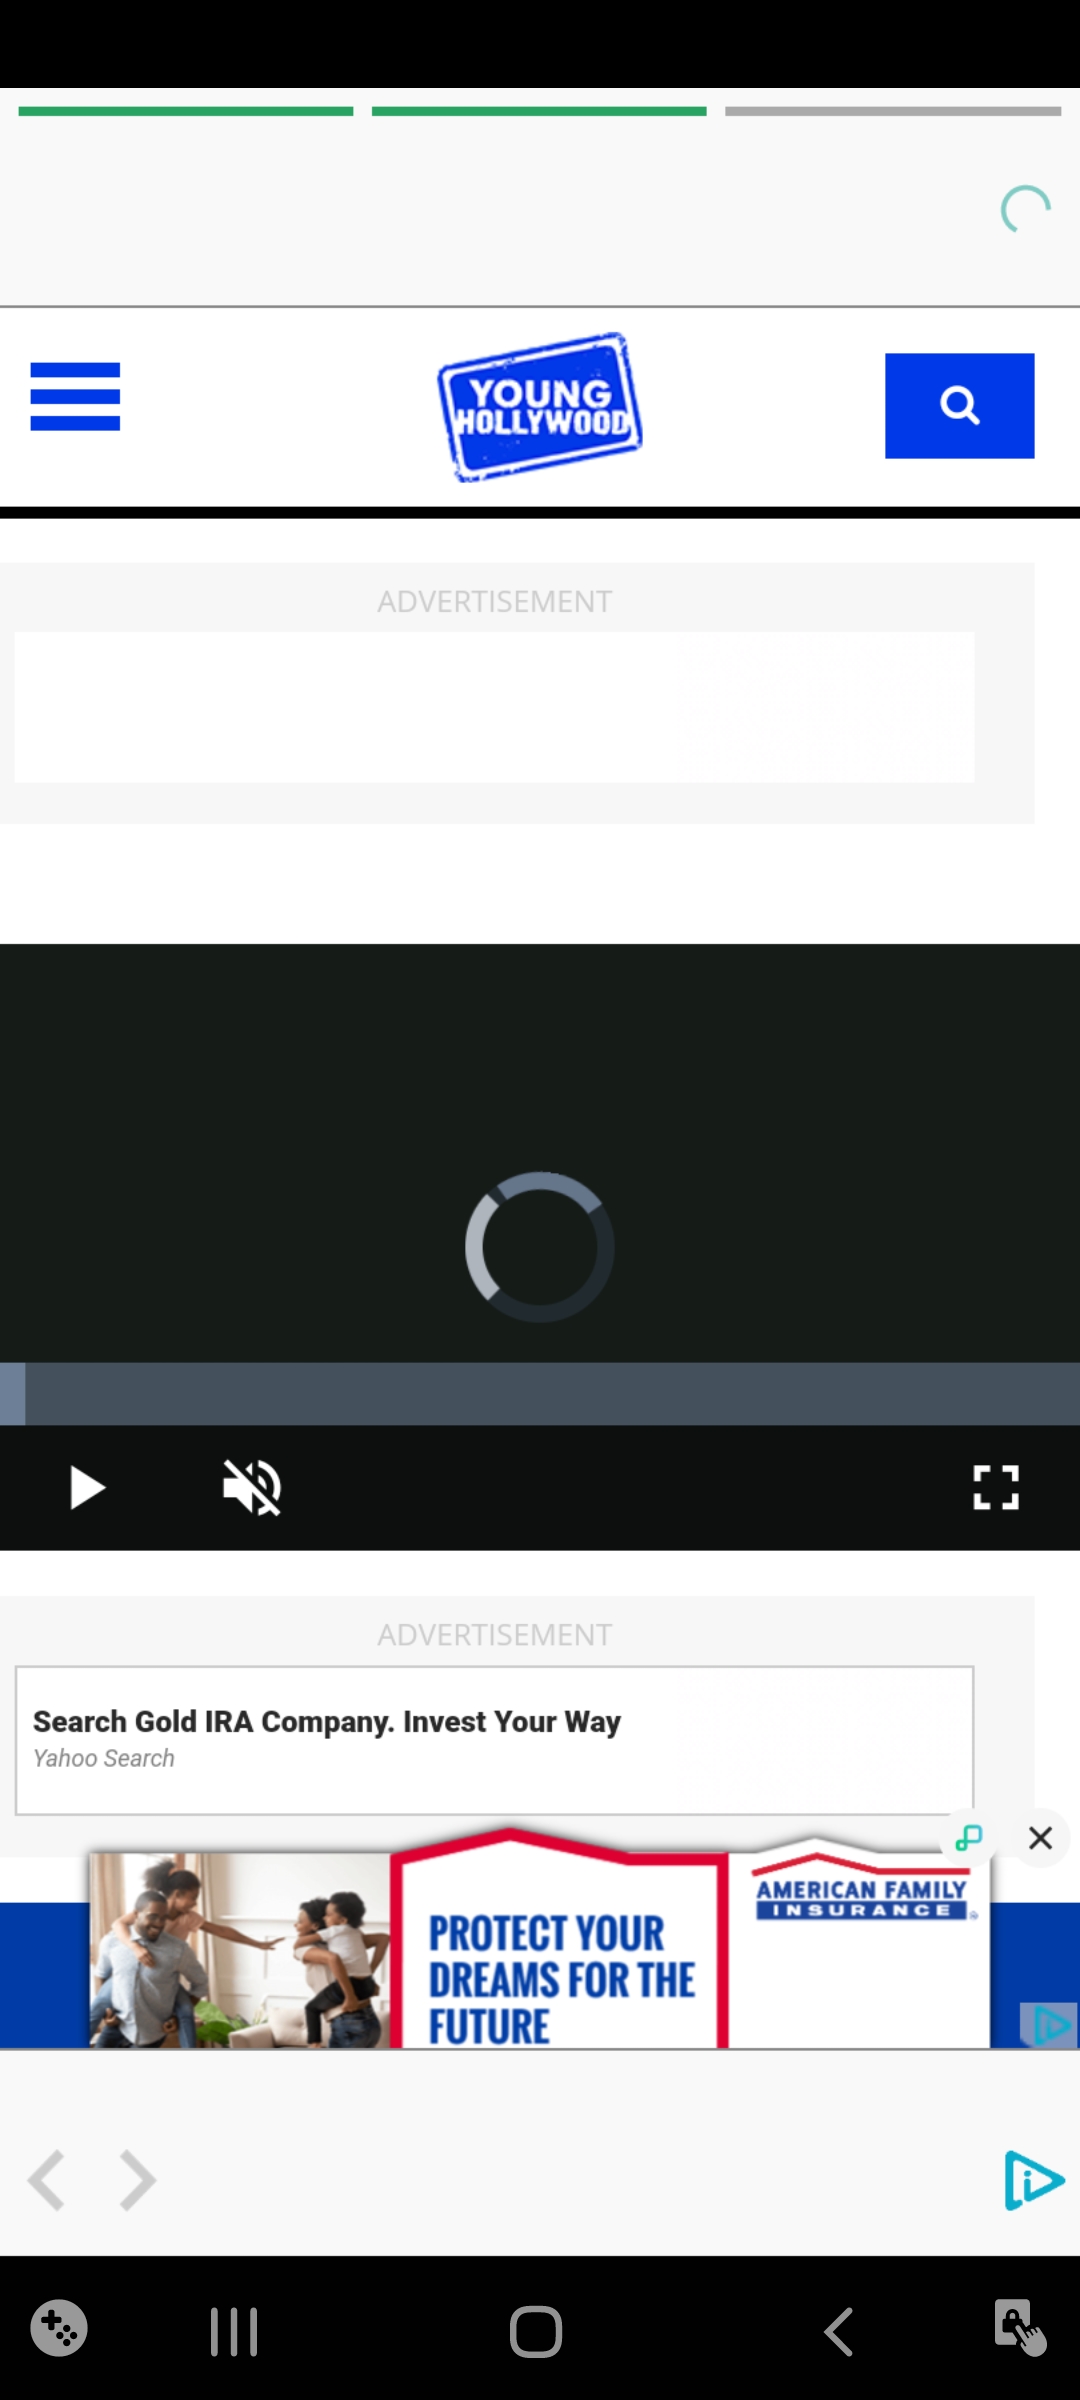 YOUNG
HOLLYWOOD
ADVERTISEMENT
ADVERTISEMENT
Search Gold IRA Company. Invest Your Way
Yahoo Search
PROTECT YOUR
DREAMS FOR THE
FUTURE
AMERICAN FAMILY
INSURANCE